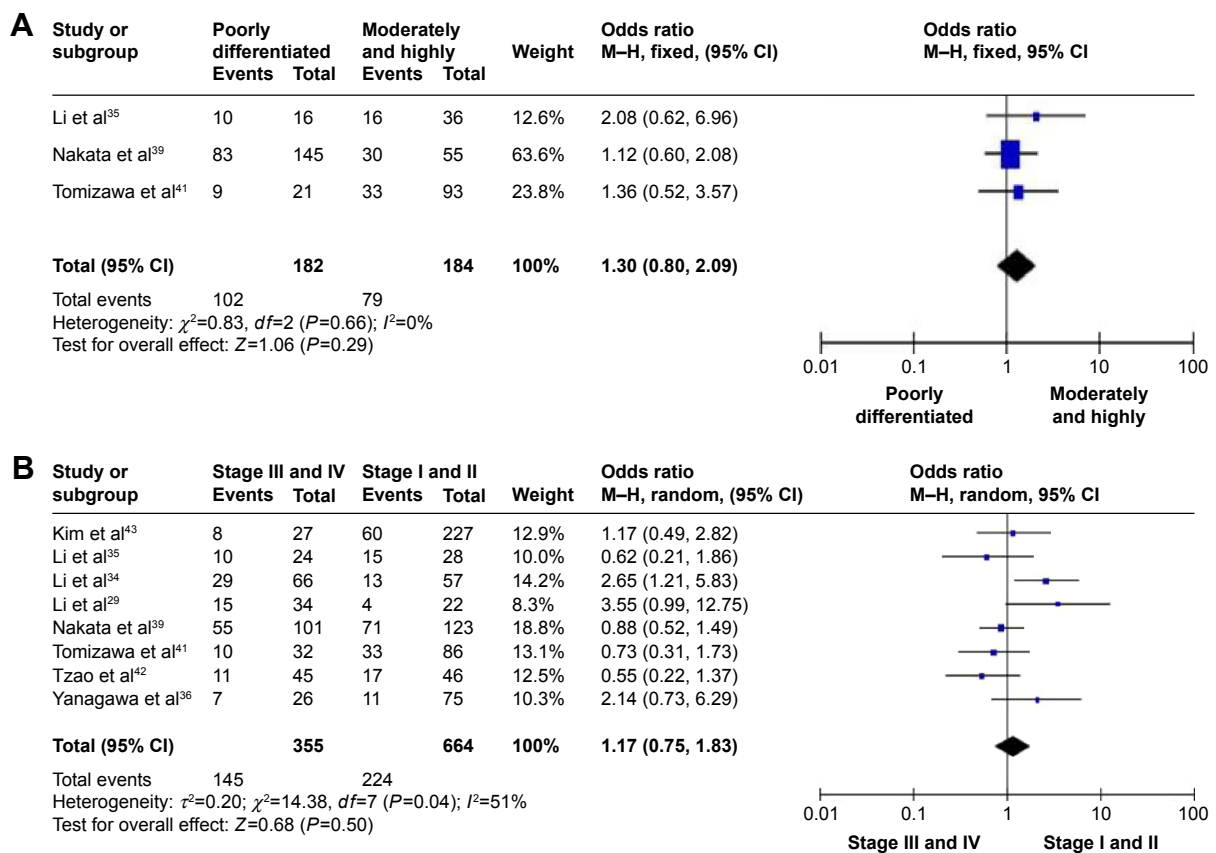 A
Study or subgroup Poorly differentiated Moderately and highly Weight Odds ratio M–H, fixed, (95% CI) Odds ratio M–H, fixed, 95% CI
Events Total Events Total
Li et al35 10 16 16 36 12.6% 2.08 (0.62, 6.96)
Nakata et al39 83 145 30 55 63.6% 1.12 (0.60, 2.08)
Tomizawa et al41 9 21 33 93 23.8% 1.36 (0.52, 3.57)
Total (95% CI) 182 184 100% 1.30 (0.80, 2.09)
Total events 102 79
Heterogeneity: χ2=0.83, df=2 (P=0.66); I2=0%
Test for overall effect: Z=1.06 (P=0.29)
0.01 0.1 1 10 100
Poorly Moderately
differentiated and highly
B
Study or subgroup Stage III and IV Stage I and II Weight Odds ratio M–H, random, (95% CI) Odds ratio M–H, random, 95% CI
Events Total Events Total
Kim et al43 8 27 60 227 12.9% 1.17 (0.49, 2.82)
Li et al35 10 24 15 28 10.0% 0.62 (0.21, 1.86)
Li et al34 29 66 13 57 14.2% 2.65 (1.21, 5.83)
Li et al29 15 34 4 22 8.3% 3.55 (0.99, 12.75)
Nakata et al39 55 101 71 123 18.8% 0.88 (0.52, 1.49)
Tomizawa et al41 10 32 33 86 13.1% 0.73 (0.31, 1.73)
Tzao et al42 11 45 17 46 12.5% 0.55 (0.22, 1.37)
Yanagawa et al36 7 26 11 75 10.3% 2.14 (0.73, 6.29)
Total (95% CI) 355 664 100% 1.17 (0.75, 1.83)
Total events 145 224
Heterogeneity: τ2=0.20; χ2=14.38, df=7 (P=0.04); I2=51%
Test for overall effect: Z=0.68 (P=0.50)
0.01 0.1 1 10 100
Stage III and IV Stage I and II